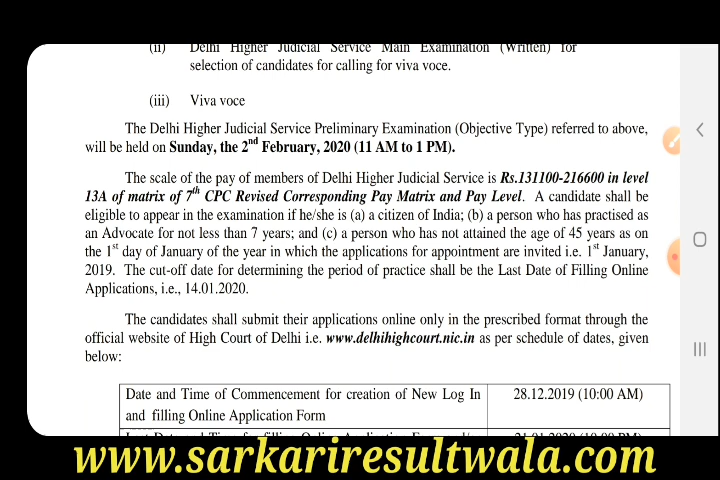 (ii) Delhi Higher Judicial Service Main Examination (Written) for
selection of candidates for calling for viva voce.
(iii) Viva voce
The Delhi Higher Judicial Service Preliminary Examination (Objective Type) referred to above,
will be held on Sunday, the 2nd February, 2020 (11 AM to 1 PM).
The scale of the pay of members of Delhi Higher Judicial Service is Rs.131100-216600 in level
13A of matrix of 7th CPC Revised Corresponding Pay Matrix and Pay Level. A candidate shall be
eligible to appear in the examination if he/she is (a) a citizen of India; (b) a person who has practised as
an Advocate for not less than 7 years; and (c) a person who has not attained the age of 45 years as on
the 1st day of January of the year in which the applications for appointment are invited i.e. 1st January,
2019. The cut-off date for determining the period of practice shall be the Last Date of Filling Online
Applications, i.e., 14.01.2020.
The candidates shall submit their applications online only in the prescribed format through the
official website of High Court of Delhi i.e. www.delhihighcourt.nic.in as per schedule of dates, given
below:
Date and Time of Commencement for creation of New Log In 28.12.2019 (10:00 AM)
and filling Online Application Form
www.sarkariresultwala.com